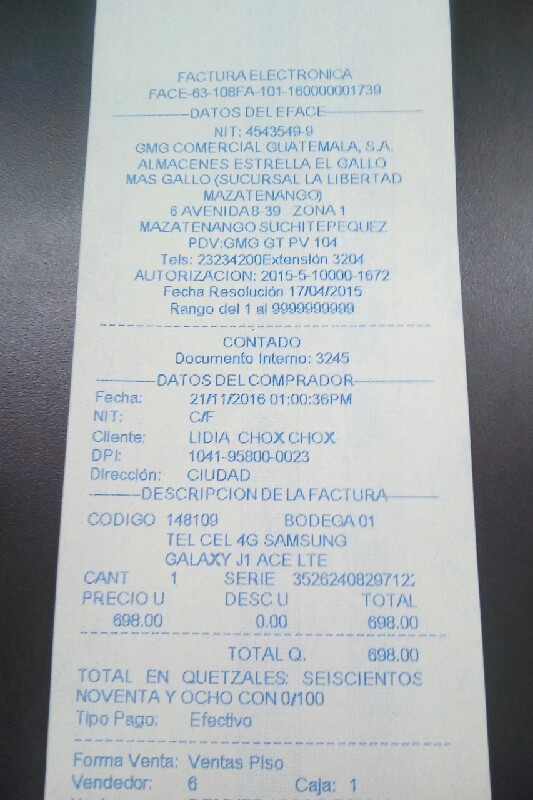 FACTURA ELECTRONICA
FACE-63-108FA-101-160000001739
DATOS DEL EFACE
NIT: 4543549-9
GMG COMERCIAL GUATEMALA, S.A.
ALMACENES ESTRELLA EL GALLO
MAS GALLO (SUCURSAL LA LIBERTAD
MAZATENANGO)
6 AVENIDA 8-39 ZONA 1
MAZATENANGO SUCHITEPEQUEZ
PDV:GMG GT PV 104
Tels: 23234200Extensión 3204
AUTORIZACION: 2015-5-10000-1672
Fecha Resolución 17/04/2015
Rango del 1 al 9999999999
CONTADO
Documento Interno: 3245
DATOS DEL COMPRADOR
Fecha: 21/11/2016 01:00:36PM
NIT: C/F
Cliente: LIDIA CHOX CHOX
DPI: 1041-95800-0023
Dirección: CIUDAD
DESCRIPCION DE LA FACTURA
CODIGO 148109 BODEGA 01
TEL CEL 4G SAMSUNG
GALAXY J1 ACE LTE
CANT 1 SERIE 35262408297122
PRECIO U DESC U TOTAL
698.00 0.00 698.00
TOTAL Q. 698.00
TOTAL EN QUETZALES: SEISCIENTOS
NOVENTA Y OCHO CON 0/100
Tipo Pago: Efectivo
Forma Venta: Ventas Piso
Vendedor: 6 Caja: 1